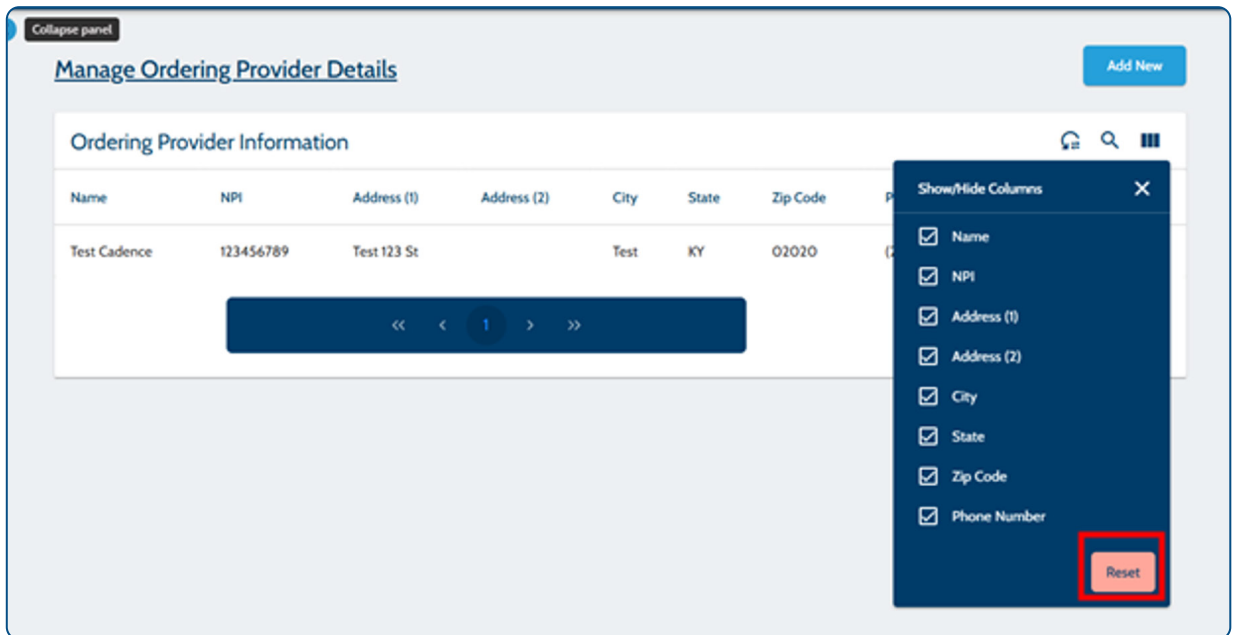 Collapse panel
Manage Ordering Provider Details
Add New
Ordering Provider Information
Name NPI Address (1) Address (2) City State Zip Code P
Test Cadence 123456789 Test 123 St Test KY 02020 (2
<< < 1 > >>
Show/Hide Columns
Name
NPI
Address (1)
Address (2)
City
State
Zip Code
Phone Number
Reset